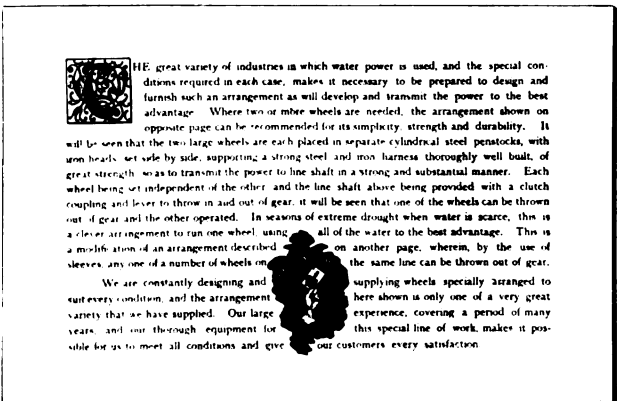 THE great variety of industries in which water power is used, and the special con-
ditions required in each case, makes it necessary to be prepared to design and
furnish such an arrangement as will develop and transmit the power to the best
advantage Where two or more wheels are needed, the arrangement shown on
opposite page can be recommended for its simplicity, strength and durability. It
will be seen that the two large wheels are each placed in separate cylindrical steel penstocks, with
iron heads, set side by side, supporting a strong steel and iron harness thoroughly well built, of
great strength, so as to transmit the power to line shaft in a strong and substantial manner. Each
wheel being set independent of the other and the line shaft above being provided with a clutch
coupling and lever to throw in and out of gear, it will be seen that one of the wheels can be thrown
out of gear and the other operated. In seasons of extreme drought when water is scarce, this is
a clever arrangement to run one wheel, using all of the water to the best advantage. This is
a modification of an arrangement described on another page, wherein, by the use of
sleeves, any one of a number of wheels on the same line can be thrown out of gear.
We are constantly designing and supplying wheels specially arranged to
suit every condition, and the arrangement here shown is only one of a very great
variety that we have supplied. Our large experience, covering a period of many
years, and our thorough equipment for this special line of work, makes it pos-
sible for us to meet all conditions and give our customers every satisfaction